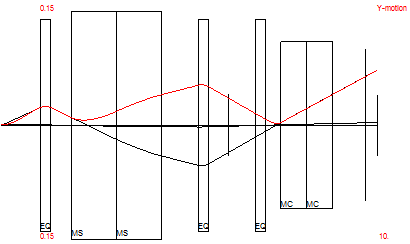 0.15 Y-motion
EQ MS MS EQ EQ MC MC
0.15 10.